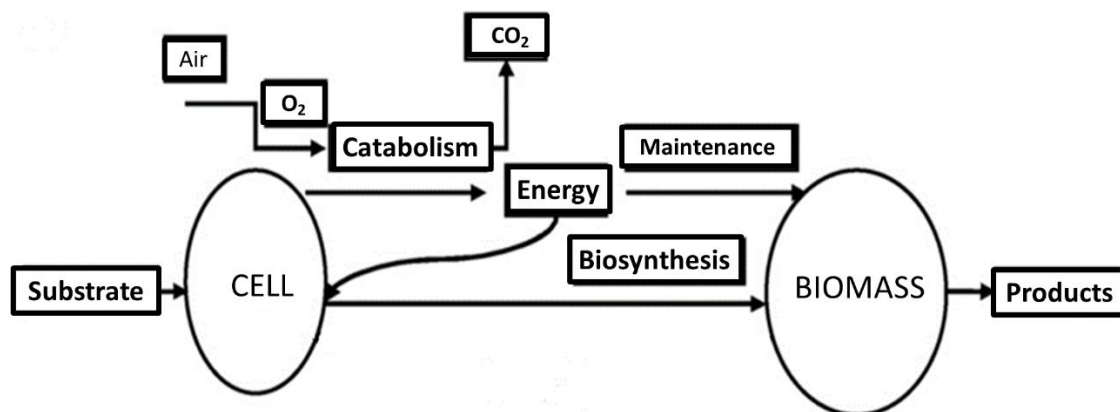 CO₂
Air
O₂
Catabolism
Maintenance
Energy
Biosynthesis
Substrate
CELL
BIOMASS
Products